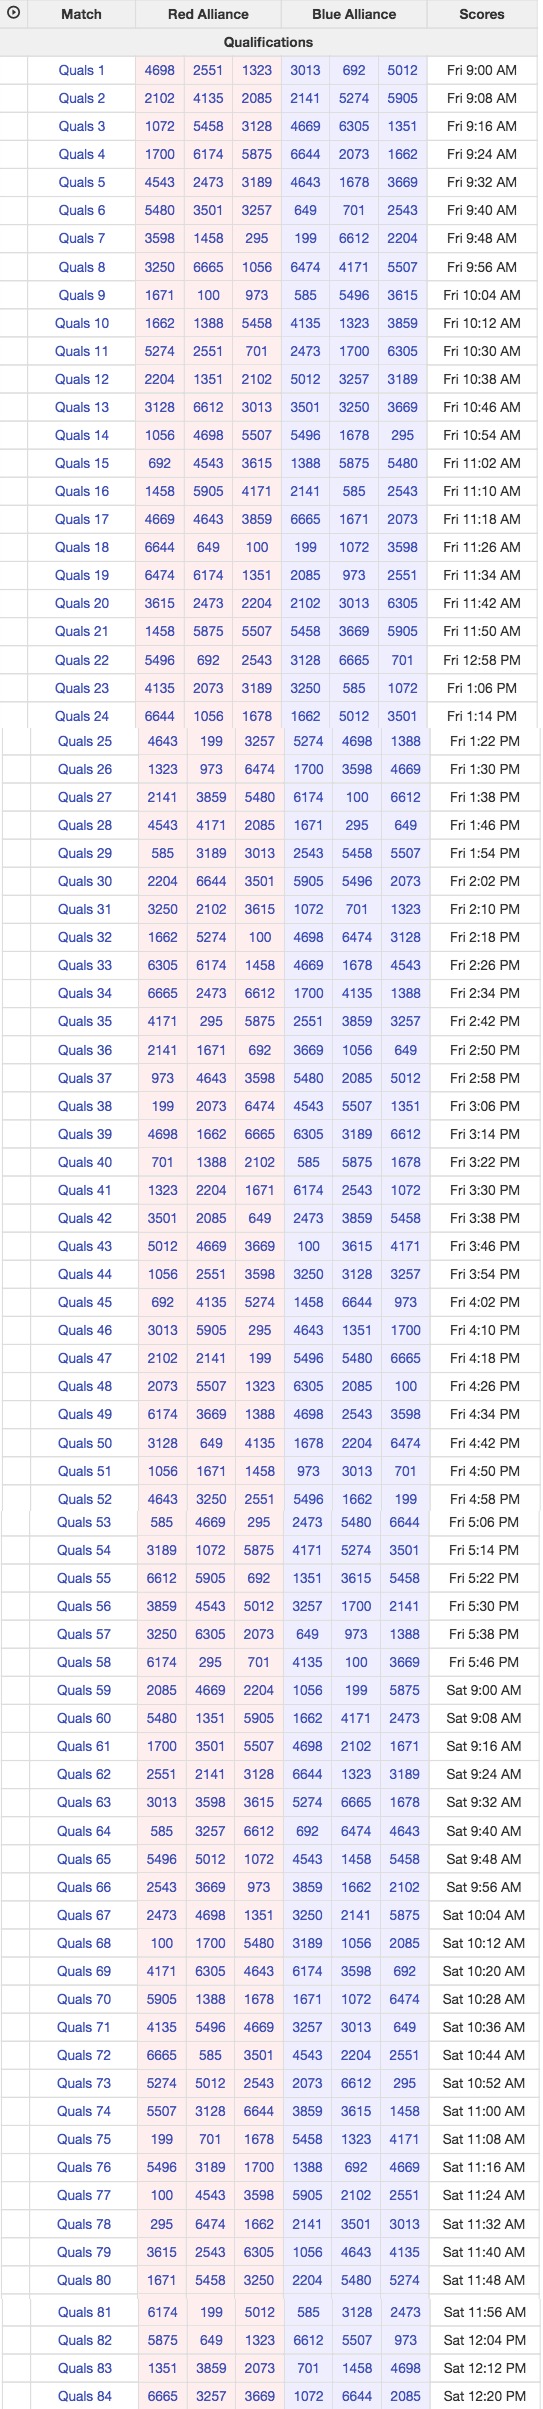 Match Red Alliance Blue Alliance Scores
Qualifications
Quals 1 4698 2551 1323 3013 692 5012 Fri 9:00 AM
Quals 2 2102 4135 2085 2141 5274 5905 Fri 9:08 AM
Quals 3 1072 5458 3128 4669 6305 1351 Fri 9:16 AM
Quals 4 1700 6174 5875 6644 2073 1662 Fri 9:24 AM
Quals 5 4543 2473 3189 4643 1678 3669 Fri 9:32 AM
Quals 6 5480 3501 3257 649 701 2543 Fri 9:40 AM
Quals 7 3598 1458 295 199 6612 2204 Fri 9:48 AM
Quals 8 3250 6665 1056 6474 4171 5507 Fri 9:56 AM
Quals 9 1671 100 973 585 5496 3615 Fri 10:04 AM
Quals 10 1662 1388 5458 4135 1323 3859 Fri 10:12 AM
Quals 11 5274 2551 701 2473 1700 6305 Fri 10:30 AM
Quals 12 2204 1351 2102 5012 3257 3189 Fri 10:38 AM
Quals 13 3128 6612 3013 3501 3250 3669 Fri 10:46 AM
Quals 14 1056 4698 5507 5496 1678 295 Fri 10:54 AM
Quals 15 692 4543 3615 1388 5875 5480 Fri 11:02 AM
Quals 16 1458 5905 4171 2141 585 2543 Fri 11:10 AM
Quals 17 4669 4643 3859 6665 1671 2073 Fri 11:18 AM
Quals 18 6644 649 100 199 1072 3598 Fri 11:26 AM
Quals 19 6474 6174 1351 2085 973 2551 Fri 11:34 AM
Quals 20 3615 2473 2204 2102 3013 6305 Fri 11:42 AM
Quals 21 1458 5875 5507 5458 3669 5905 Fri 11:50 AM
Quals 22 5496 692 2543 3128 6665 701 Fri 12:58 PM
Quals 23 4135 2073 3189 3250 585 1072 Fri 1:06 PM
Quals 24 6644 1056 1678 1662 5012 3501 Fri 1:14 PM
Quals 25 4643 199 3257 5274 4698 1388 Fri 1:22 PM
Quals 26 1323 973 6474 1700 3598 4669 Fri 1:30 PM
Quals 27 2141 3859 5480 6174 100 6612 Fri 1:38 PM
Quals 28 4543 4171 2085 1671 295 649 Fri 1:46 PM
Quals 29 585 3189 3013 2543 5458 5507 Fri 1:54 PM
Quals 30 2204 6644 3501 5905 5496 2073 Fri 2:02 PM
Quals 31 3250 2102 3615 1072 701 1323 Fri 2:10 PM
Quals 32 1662 5274 100 4698 6474 3128 Fri 2:18 PM
Quals 33 6305 6174 1458 4669 1678 4543 Fri 2:26 PM
Quals 34 6665 2473 6612 1700 4135 1388 Fri 2:34 PM
Quals 35 4171 295 5875 2551 3859 3257 Fri 2:42 PM
Quals 36 2141 1671 692 3669 1056 649 Fri 2:50 PM
Quals 37 973 4643 3598 5480 2085 5012 Fri 2:58 PM
Quals 38 199 2073 6474 4543 5507 1351 Fri 3:06 PM
Quals 39 4698 1662 6665 6305 3189 6612 Fri 3:14 PM
Quals 40 701 1388 2102 585 5875 1678 Fri 3:22 PM
Quals 41 1323 2204 1671 6174 2543 1072 Fri 3:30 PM
Quals 42 3501 2085 649 2473 3859 5458 Fri 3:38 PM
Quals 43 5012 4669 3669 100 3615 4171 Fri 3:46 PM
Quals 44 1056 2551 3598 3250 3128 3257 Fri 3:54 PM
Quals 45 692 4135 5274 1458 6644 973 Fri 4:02 PM
Quals 46 3013 5905 295 4643 1351 1700 Fri 4:10 PM
Quals 47 2102 2141 199 5496 5480 6665 Fri 4:18 PM
Quals 48 2073 5507 1323 6305 2085 100 Fri 4:26 PM
Quals 49 6174 3669 1388 4698 2543 3598 Fri 4:34 PM
Quals 50 3128 649 4135 1678 2204 6474 Fri 4:42 PM
Quals 51 1056 1671 1458 973 3013 701 Fri 4:50 PM
Quals 52 4643 3250 2551 5496 1662 199 Fri 4:58 PM
Quals 53 585 4669 295 2473 5480 6644 Fri 5:06 PM
Quals 54 3189 1072 5875 4171 5274 3501 Fri 5:14 PM
Quals 55 6612 5905 692 1351 3615 5458 Fri 5:22 PM
Quals 56 3859 4543 5012 3257 1700 2141 Fri 5:30 PM
Quals 57 3250 6305 2073 649 973 1388 Fri 5:38 PM
Quals 58 6174 295 701 4135 100 3669 Fri 5:46 PM
Quals 59 2085 4669 2204 1056 199 5875 Sat 9:00 AM
Quals 60 5480 1351 5905 1662 4171 2473 Sat 9:08 AM
Quals 61 1700 3501 5507 4698 2102 1671 Sat 9:16 AM
Quals 62 2551 2141 3128 6644 1323 3189 Sat 9:24 AM
Quals 63 3013 3598 3615 5274 6665 1678 Sat 9:32 AM
Quals 64 585 3257 6612 692 6474 4643 Sat 9:40 AM
Quals 65 5496 5012 1072 4543 1458 5458 Sat 9:48 AM
Quals 66 2543 3669 973 3859 1662 2102 Sat 9:56 AM
Quals 67 2473 4698 1351 3250 2141 5875 Sat 10:04 AM
Quals 68 100 1700 5480 3189 1056 2085 Sat 10:12 AM
Quals 69 4171 6305 4643 6174 3598 692 Sat 10:20 AM
Quals 70 5905 1388 1678 1671 1072 6474 Sat 10:28 AM
Quals 71 4135 5496 4669 3257 3013 649 Sat 10:36 AM
Quals 72 6665 585 3501 4543 2204 2551 Sat 10:44 AM
Quals 73 5274 5012 2543 2073 6612 295 Sat 10:52 AM
Quals 74 5507 3128 6644 3859 3615 1458 Sat 11:00 AM
Quals 75 199 701 1678 5458 1323 4171 Sat 11:08 AM
Quals 76 5496 3189 1700 1388 692 4669 Sat 11:16 AM
Quals 77 100 4543 3598 5905 2102 2551 Sat 11:24 AM
Quals 78 295 6474 1662 2141 3501 3013 Sat 11:32 AM
Quals 79 3615 2543 6305 1056 4643 4135 Sat 11:40 AM
Quals 80 1671 5458 3250 2204 5480 5274 Sat 11:48 AM
Quals 81 6174 199 5012 585 3128 2473 Sat 11:56 AM
Quals 82 5875 649 1323 6612 5507 973 Sat 12:04 PM
Quals 83 1351 3859 2073 701 1458 4698 Sat 12:12 PM
Quals 84 6665 3257 3669 1072 6644 2085 Sat 12:20 PM